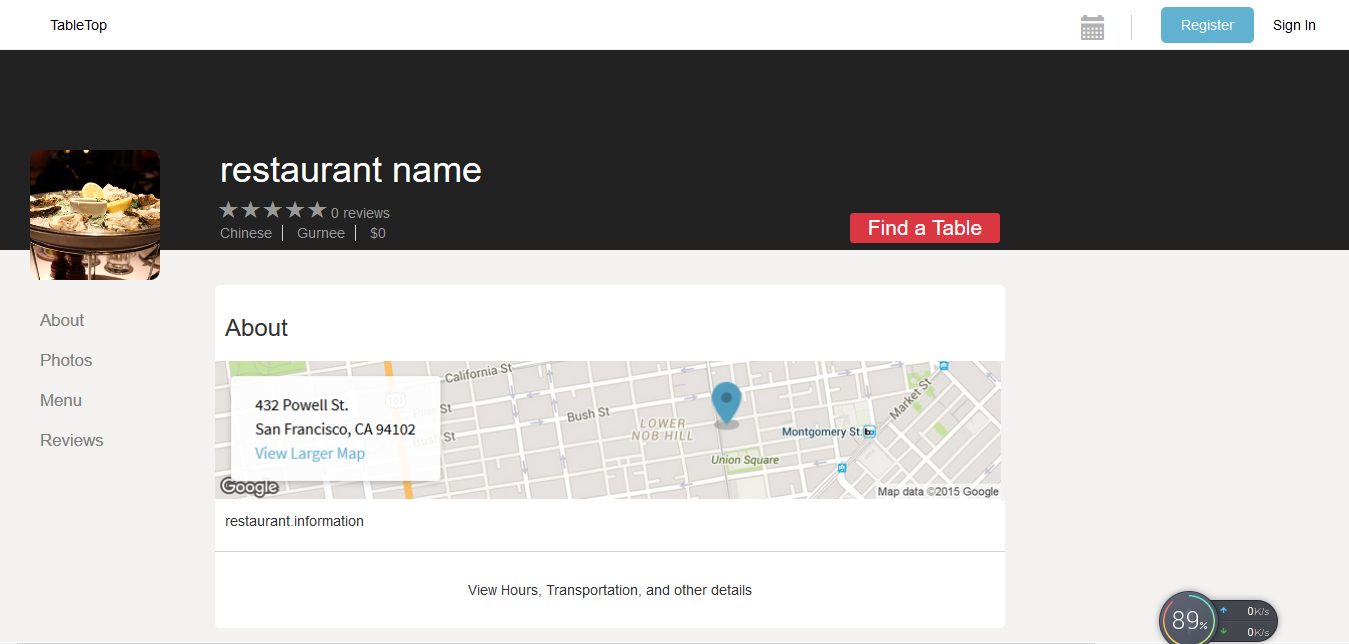 TableTop
Register
Sign In
restaurant name
0 reviews
Chinese
Gurnee
$0
Find a Table
About
Photos
Menu
Reviews
About
California St
101
Pine St
Bush St
Bush St
LOWER
NOB HILL
Market St
Montgomery St.
Union Square
432 Powell St.
San Francisco, CA 94102
View Larger Map
Google
Map data ©2015 Google
restaurant.information
View Hours, Transportation, and other details
89%
0K/s
0K/s